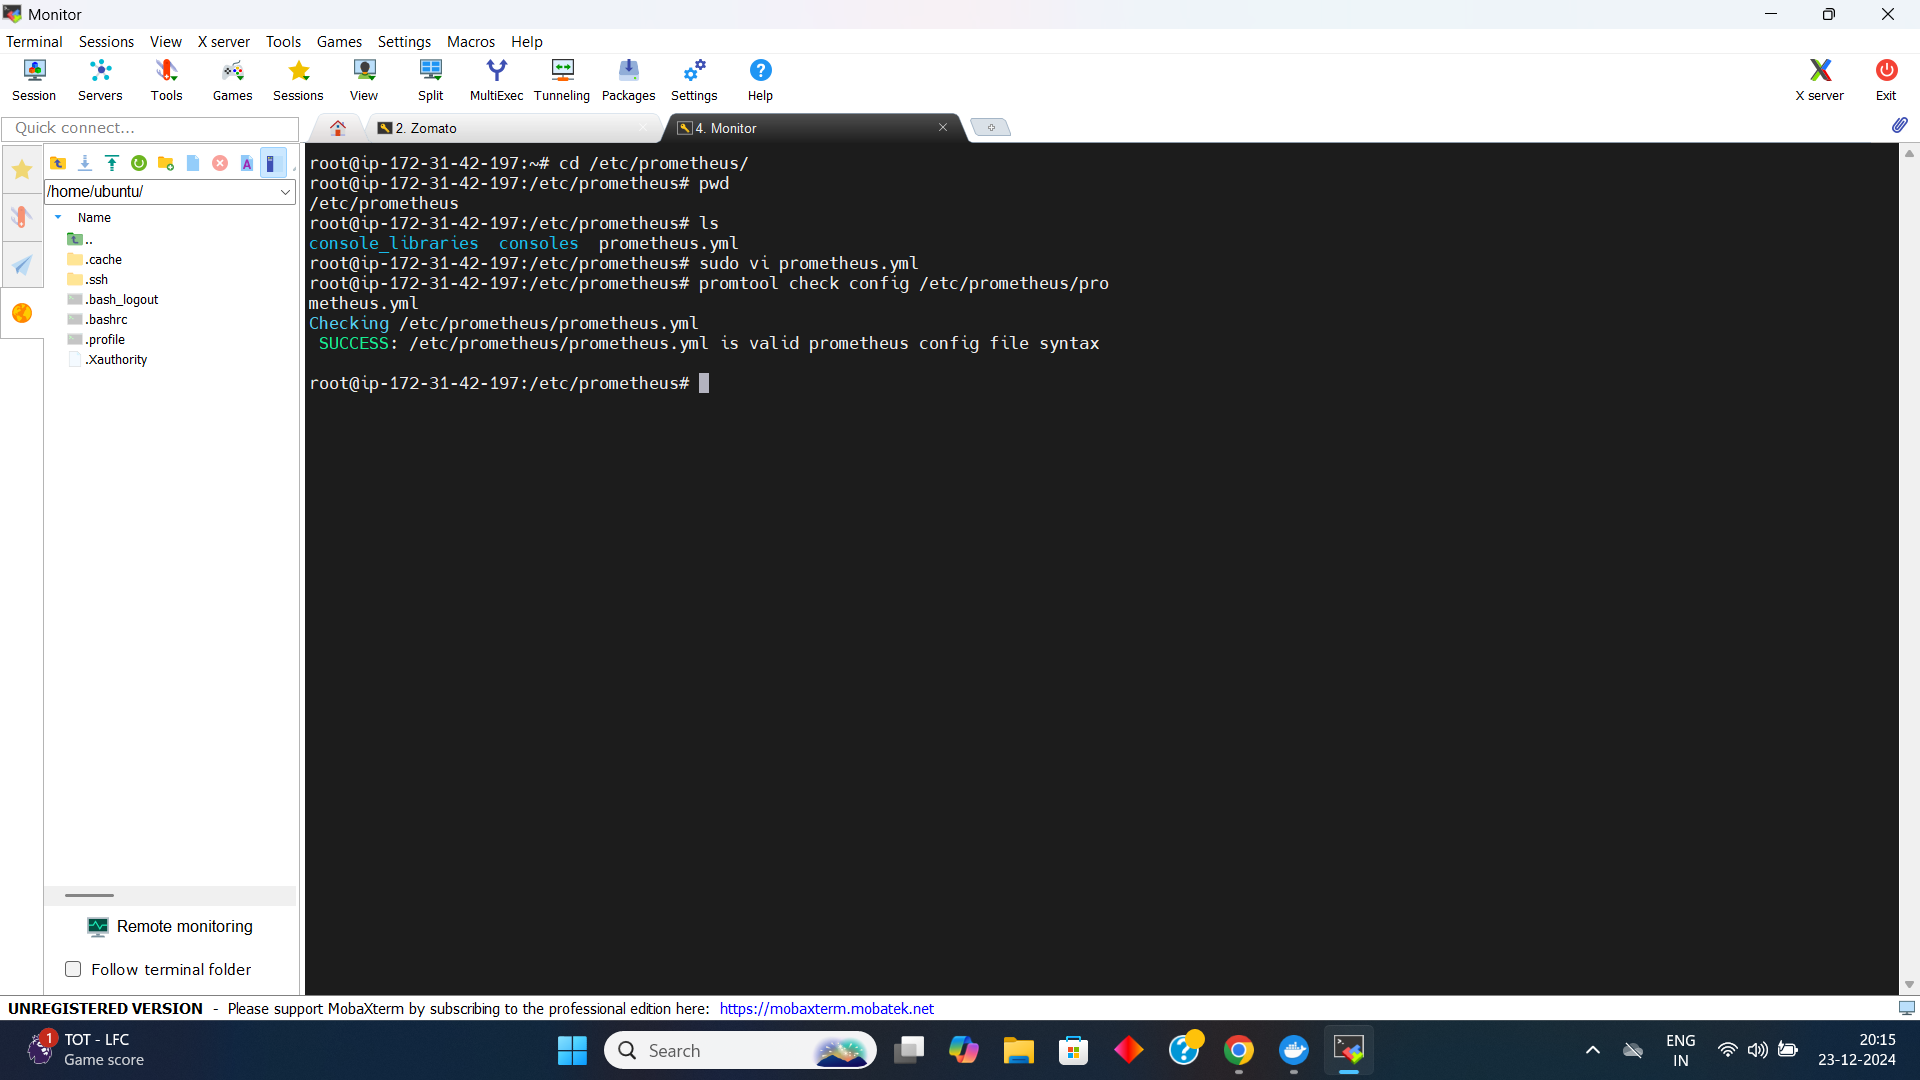 Monitor
Terminal Sessions View X server Tools Games Settings Macros Help
Session Servers Tools Games Sessions View Split MultiExec Tunneling Packages Settings Help X server Exit
Quick connect...
2. Zomato
4. Monitor
/home/ubuntu/
Name
..
.cache
.ssh
.bash_logout
.bashrc
.profile
.Xauthority
Remote monitoring
Follow terminal folder
root@ip-172-31-42-197:~# cd /etc/prometheus/
root@ip-172-31-42-197:/etc/prometheus# pwd
/etc/prometheus
root@ip-172-31-42-197:/etc/prometheus# ls
console_libraries consoles prometheus.yml
root@ip-172-31-42-197:/etc/prometheus# sudo vi prometheus.yml
root@ip-172-31-42-197:/etc/prometheus# promtool check config /etc/prometheus/pro
metheus.yml
Checking /etc/prometheus/prometheus.yml
SUCCESS: /etc/prometheus/prometheus.yml is valid prometheus config file syntax
root@ip-172-31-42-197:/etc/prometheus#
UNREGISTERED VERSION - Please support MobaXterm by subscribing to the professional edition here: https://mobaxterm.mobatek.net
1
TOT - LFC
Game score
Search
ENG
IN
20:15
23-12-2024